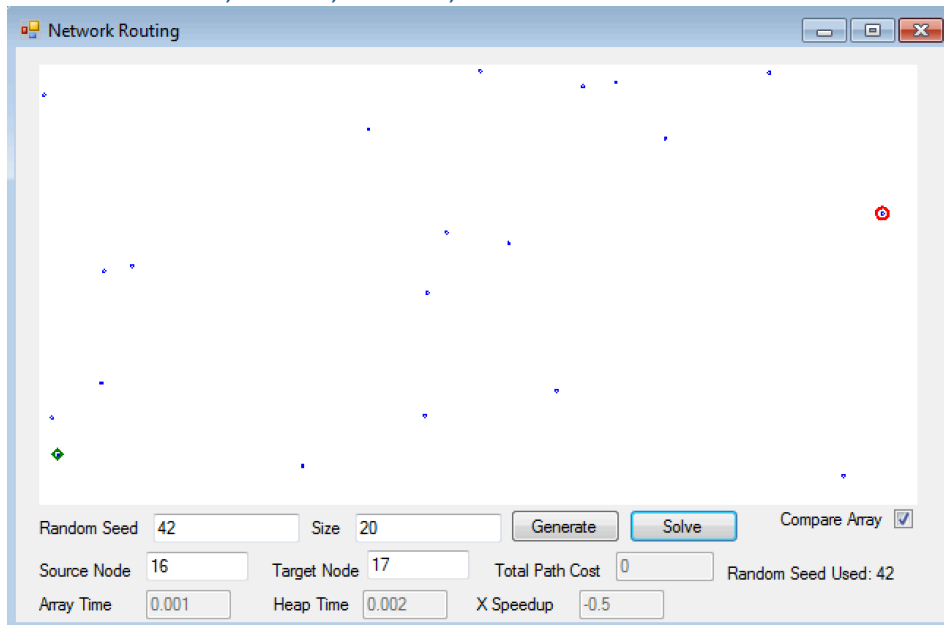 Network Routing
Random Seed 42 Size 20 Generate Solve Compare Array
Source Node 16 Target Node 17 Total Path Cost 0 Random Seed Used: 42
Array Time 0.001 Heap Time 0.002 X Speedup -0.5